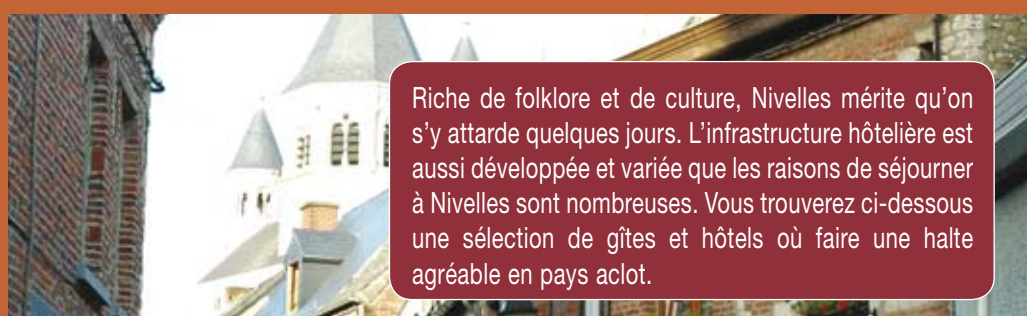 Riche de folklore et de culture, Nivelles mérite qu’on
s’y attarde quelques jours. L’infrastructure hôtelière est
aussi développée et variée que les raisons de séjourner
à Nivelles sont nombreuses. Vous trouverez ci-dessous
une sélection de gîtes et hôtels où faire une halte
agréable en pays aclot.